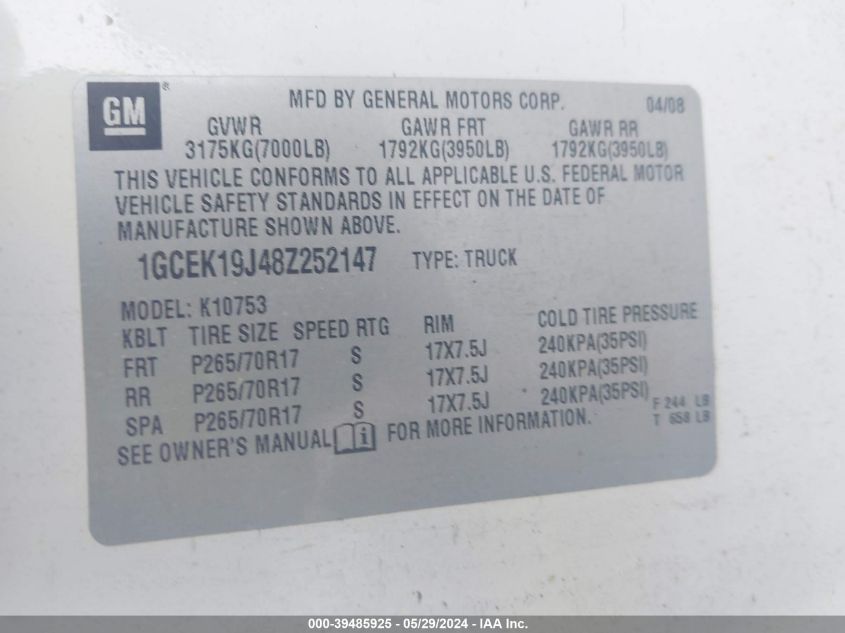 GM ®
MFD BY GENERAL MOTORS CORP. 04/08
GVWR GAWR FRT GAWR RR
3175KG(7000LB) 1792KG(3950LB) 1792KG(3950LB)
THIS VEHICLE CONFORMS TO ALL APPLICABLE U.S. FEDERAL MOTOR
VEHICLE SAFETY STANDARDS IN EFFECT ON THE DATE OF
MANUFACTURE SHOWN ABOVE.
1GCEK19J48Z252147 TYPE: TRUCK
MODEL: K10753
KBLT TIRE SIZE SPEED RTG RIM COLD TIRE PRESSURE
FRT P265/70R17 S 17X7.5J 240KPA(35PSI)
RR P265/70R17 S 17X7.5J 240KPA(35PSI)
SPA P265/70R17 S 17X7.5J 240KPA(35PSI)
SEE OWNER'S MANUAL FOR MORE INFORMATION.
F 244 LB
T 658 LB
000-39485925 - 05/29/2024 - IAA Inc.